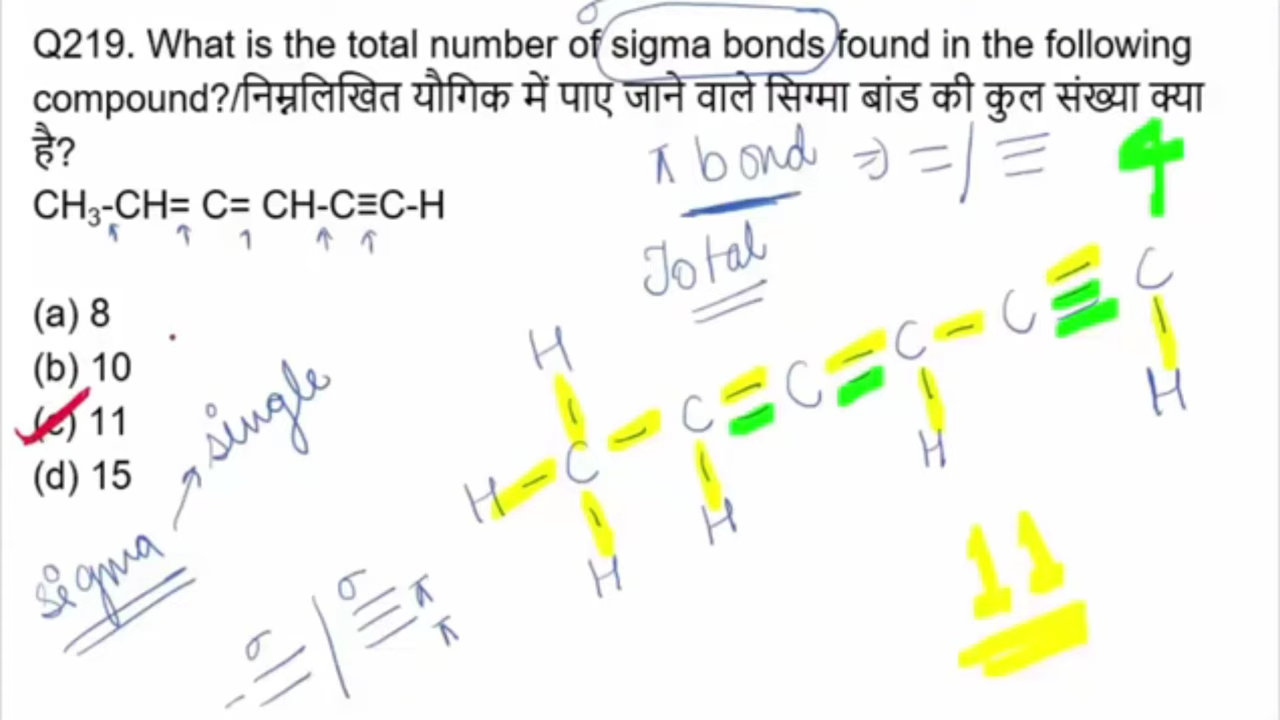 Q219. What is the total number of sigma bonds found in the following
compound?/निम्नलिखित यौगिक में पाए जाने वाले सिग्मा बांड की कुल संख्या क्या
है?
CH₃-CH= C= CH-C≡C-H
(a) 8
(b) 10
(c) 11
(d) 15
σ
π bond ⇒ = / ≡
4
Total
single
sigma
σ = / σ ≡ π
π
H
C
C
C
C
C
H
C
H
H
H
H
H
11